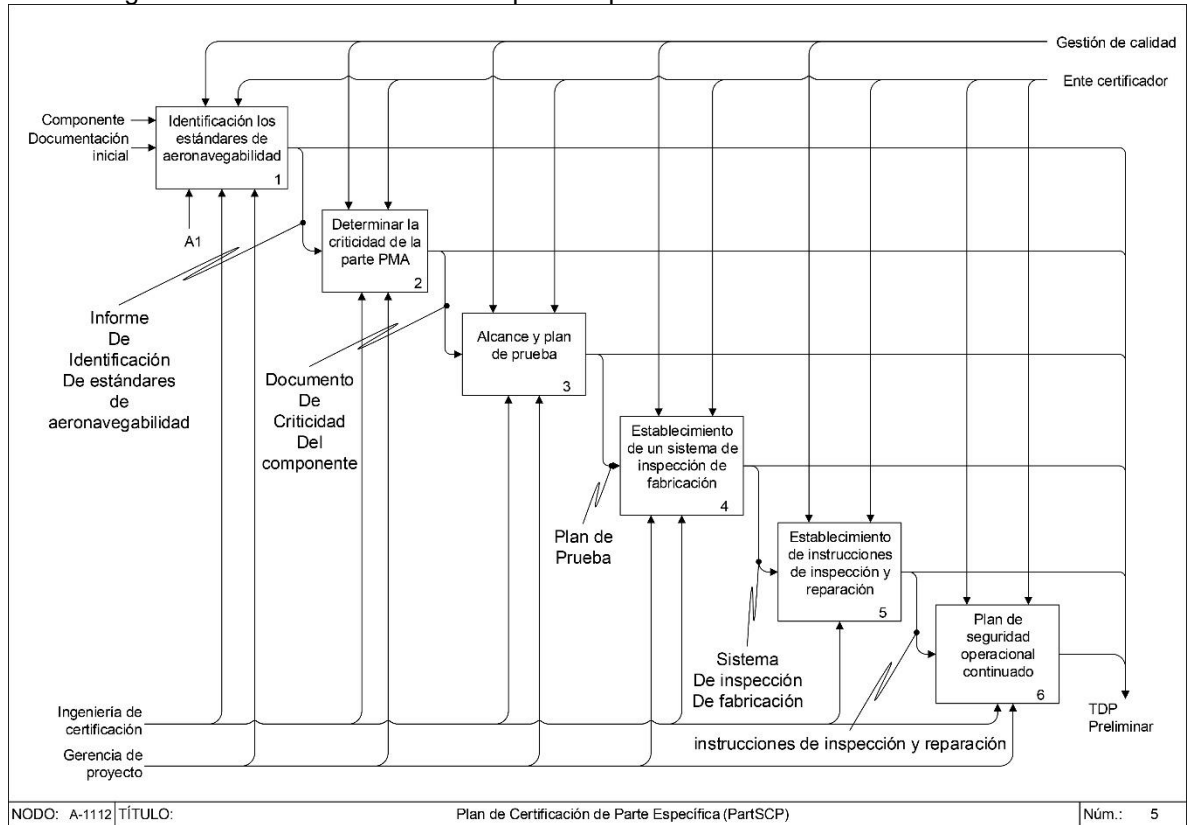 Gestión de calidad
Ente certificador
Componente
Documentación
inicial
Identificación los
estándares de
aeronavegabilidad
1
A1
Determinar la
criticidad de la
parte PMA
2
Informe
De
Identificación
De estándares
de
aeronavegabilidad
Alcance y plan
de prueba
3
Documento
De
Criticidad
Del
componente
Establecimiento
de un sistema de
inspección de
fabricación
4
Plan de
Prueba
Establecimiento
de instrucciones
de inspección y
reparación
5
Sistema
De inspección
De fabricación
Plan de
seguridad
operacional
continuado
6
instrucciones de inspección y reparación
TDP
Preliminar
Ingeniería de
certificación
Gerencia de
proyecto
NODO: A-1112 TÍTULO: Plan de Certificación de Parte Específica (PartSCP) Núm.: 5